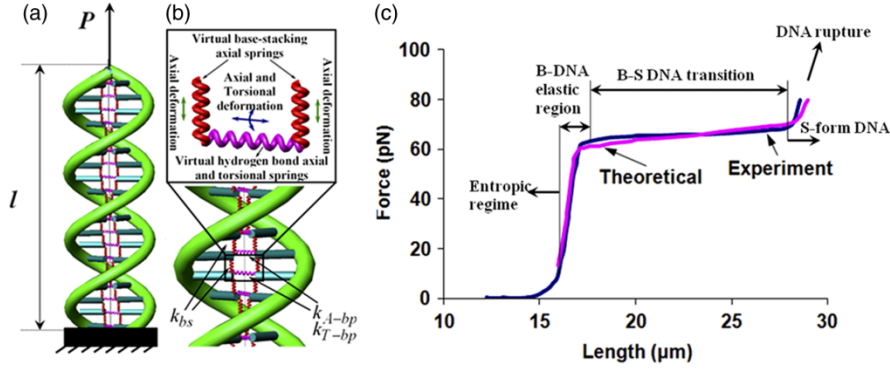 (a)
P
l
(b)
Virtual base-stacking
axial springs
Axial deformation
Axial and
Torsional
deformation
Axial deformation
Virtual hydrogen bond axial
and torsional springs
k_bs
k_A-bp
k_T-bp
(c)
DNA rupture
B-DNA
elastic
region
B-S DNA transition
S-form DNA
Entropic
regime
Theoretical
Experiment
Force (pN)
100
80
60
40
20
0
10 15 20 25 30
Length (μm)